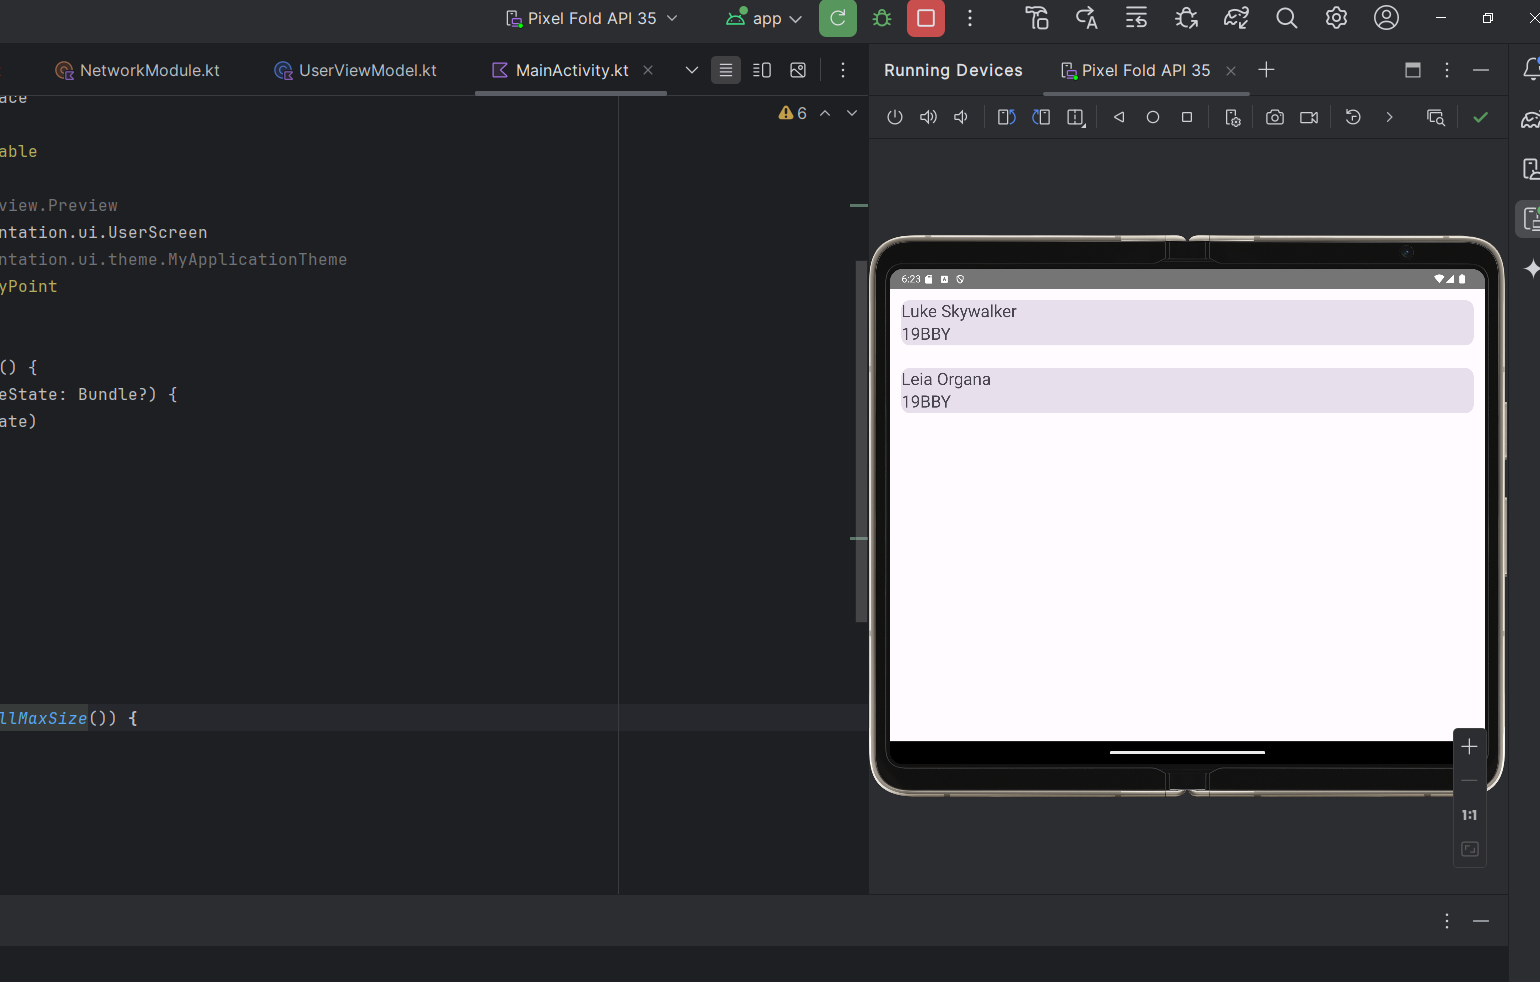 Pixel Fold API 35
app
NetworkModule.kt
UserViewModel.kt
MainActivity.kt
Running Devices
Pixel Fold API 35
ace
6
able
view.Preview
ntation.ui.UserScreen
ntation.ui.theme.MyApplicationTheme
yPoint
() {
eState: Bundle?) {
ate)
llMaxSize()) {
6:23
Luke Skywalker
19BBY
Leia Organa
19BBY
1:1